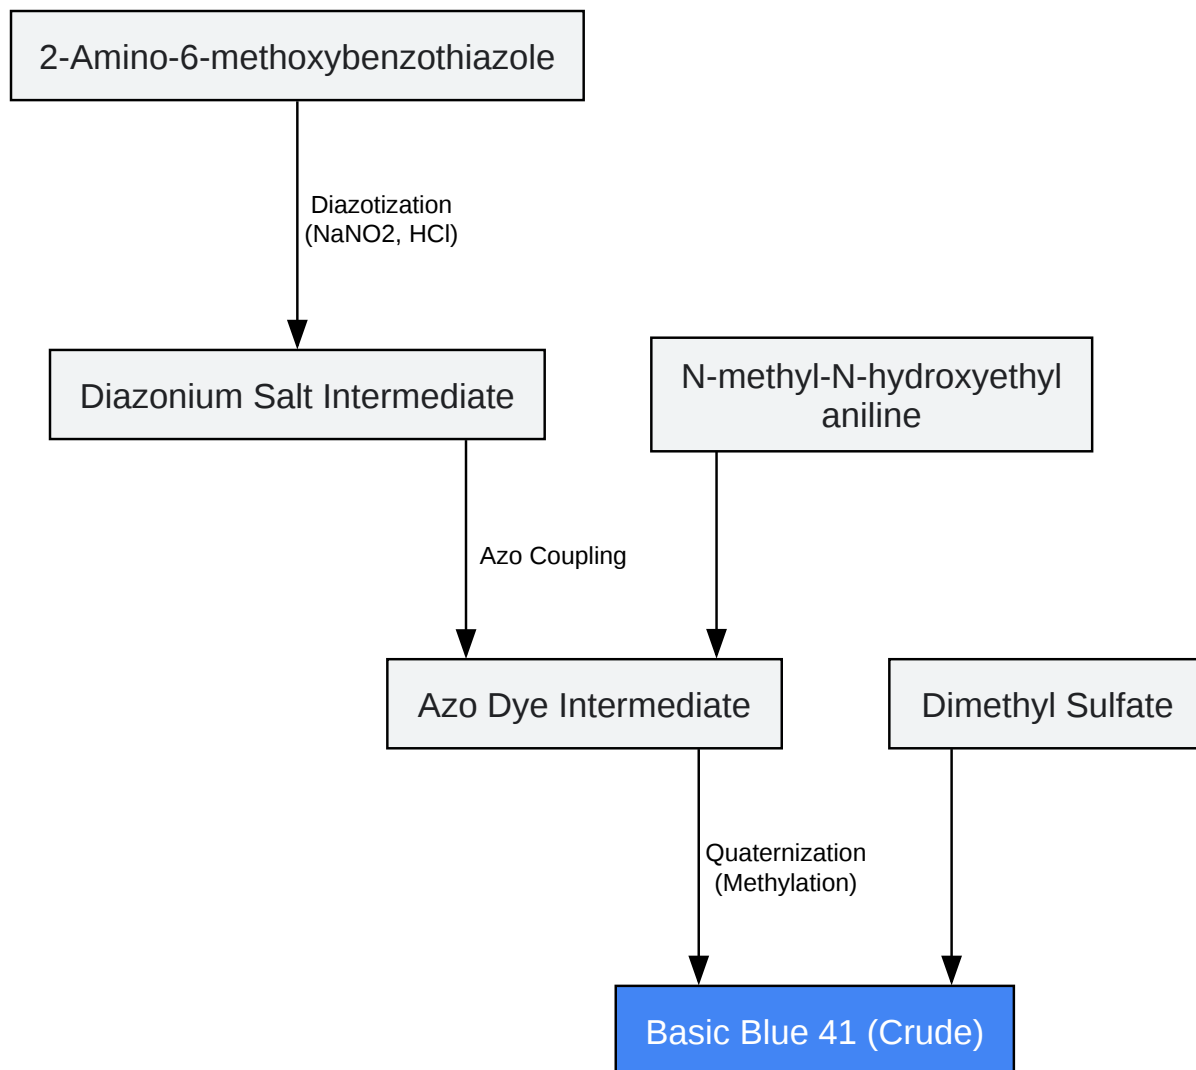 2-Amino-6-methoxybenzothiazole
Diazotization
(NaNO2, HCl)
Diazonium Salt Intermediate
N-methyl-N-hydroxyethyl
aniline
Azo Coupling
Azo Dye Intermediate
Dimethyl Sulfate
Quaternization
(Methylation)
Basic Blue 41 (Crude)